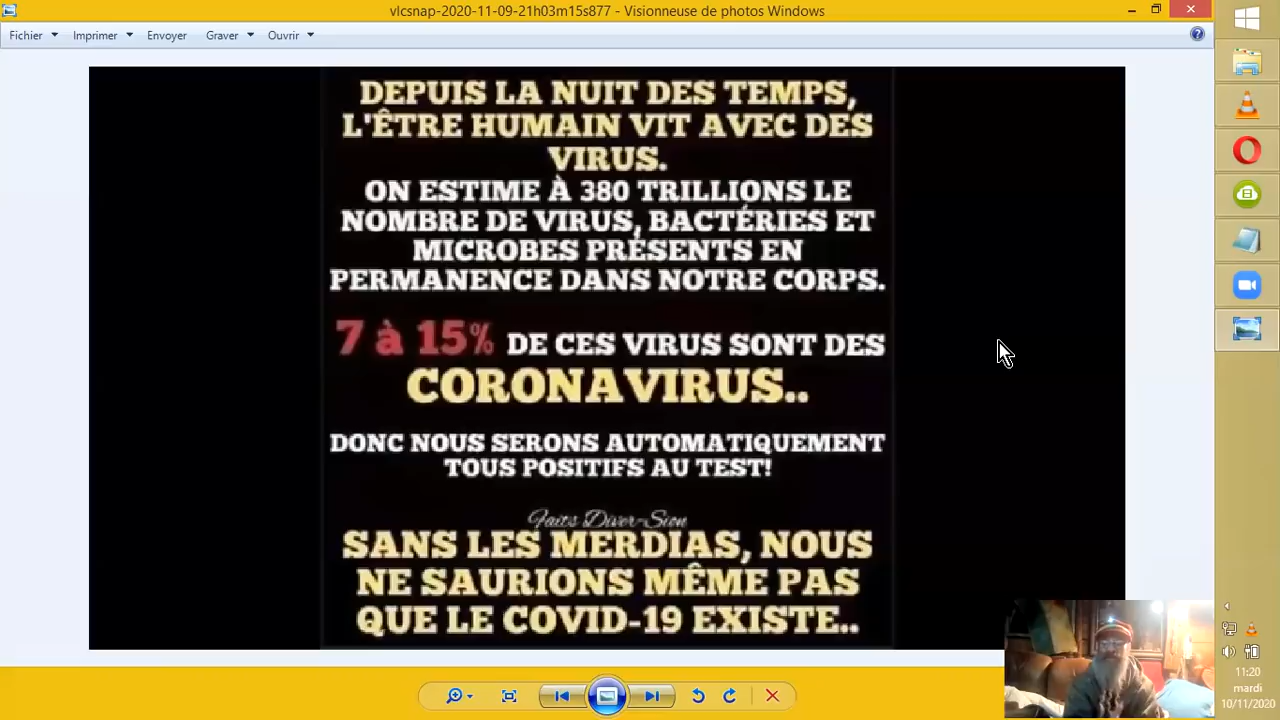 vlcsnap-2020-11-09-21h03m15s877 - Visionneuse de photos Windows
Fichier Imprimer Envoyer Graver Ouvrir
DEPUIS LA NUIT DES TEMPS,
L'ÊTRE HUMAIN VIT AVEC DES
VIRUS.
ON ESTIME À 380 TRILLIONS LE
NOMBRE DE VIRUS, BACTÉRIES ET
MICROBES PRÉSENTS EN
PERMANENCE DANS NOTRE CORPS.
7 à 15% DE CES VIRUS SONT DES
CORONAVIRUS..
DONC NOUS SERONS AUTOMATIQUEMENT
TOUS POSITIFS AU TEST!
Faits Diver-Sion
SANS LES MERDIAS, NOUS
NE SAURIONS MÊME PAS
QUE LE COVID-19 EXISTE..
11:20
mardi
10/11/2020